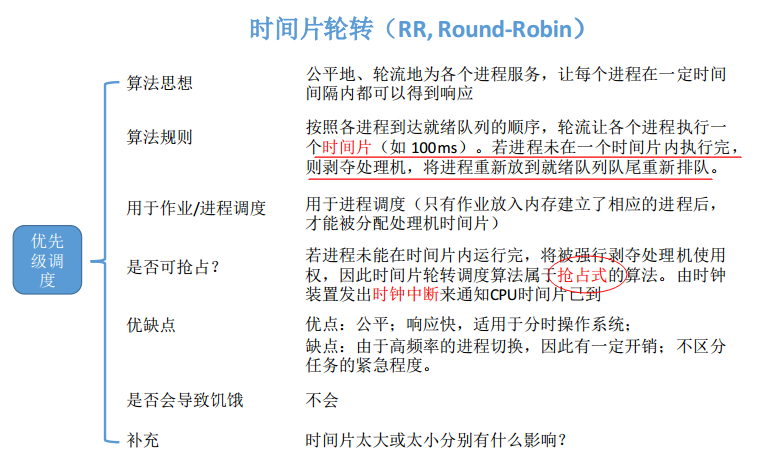 时间片轮转（RR, Round-Robin）
算法思想
公平地、轮流地为各个进程服务，让每个进程在一定时间
间隔内都可以得到响应
算法规则
按照各进程到达就绪队列的顺序，轮流让各个进程执行一
个时间片（如 100ms）。若进程未在一个时间片内执行完，
则剥夺处理机，将进程重新放到就绪队列队尾重新排队。
用于作业/进程调度
用于进程调度（只有作业放入内存建立了相应的进程后，
才能被分配处理机时间片）
优先
级调
度
是否可抢占？
若进程未能在时间片内运行完，将被强行剥夺处理机使用
权，因此时间片轮转调度算法属于抢占式的算法。由时钟
装置发出时钟中断来通知CPU时间片已到
优缺点
优点：公平；响应快，适用于分时操作系统；
缺点：由于高频率的进程切换，因此有一定开销；不区分
任务的紧急程度。
是否会导致饥饿
不会
补充
时间片太大或太小分别有什么影响？